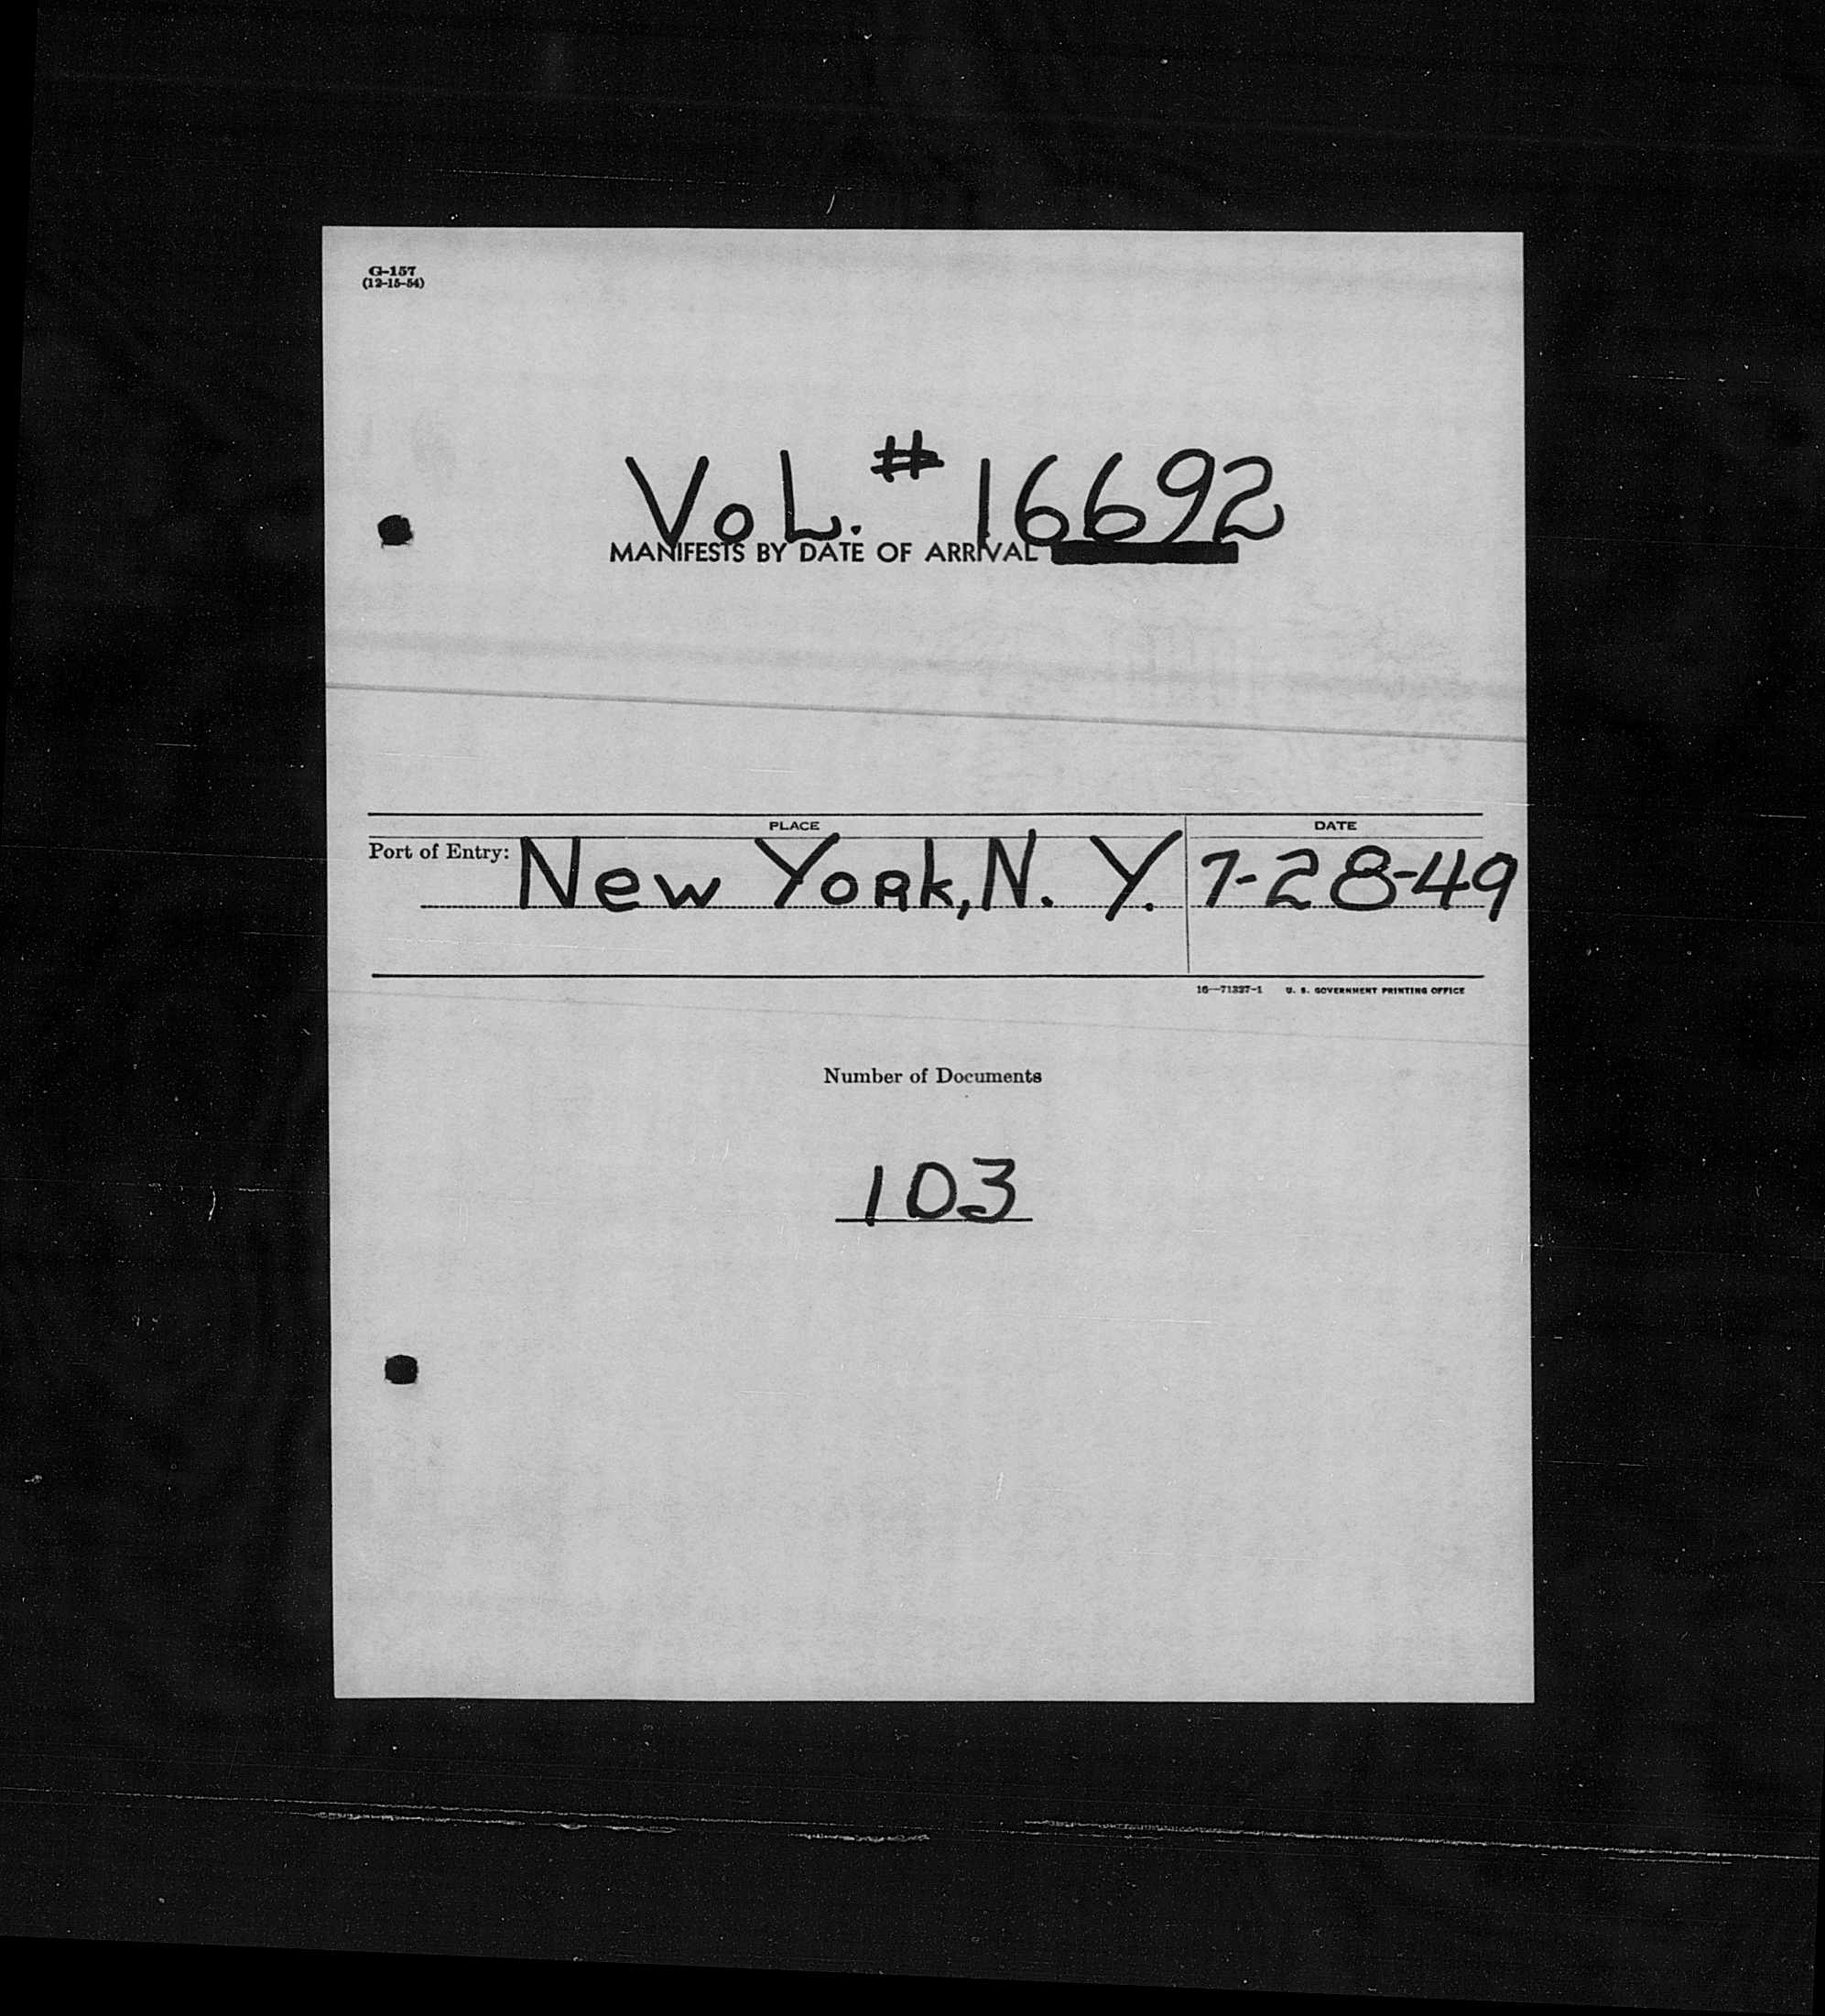 G-157
(12-15-54)
VoL. # 16692
MANIFESTS BY DATE OF ARRIVAL
PLACE
DATE
Port of Entry: New York, N. Y. 7-28-49
16—71327-1 U. S. GOVERNMENT PRINTING OFFICE
Number of Documents
103